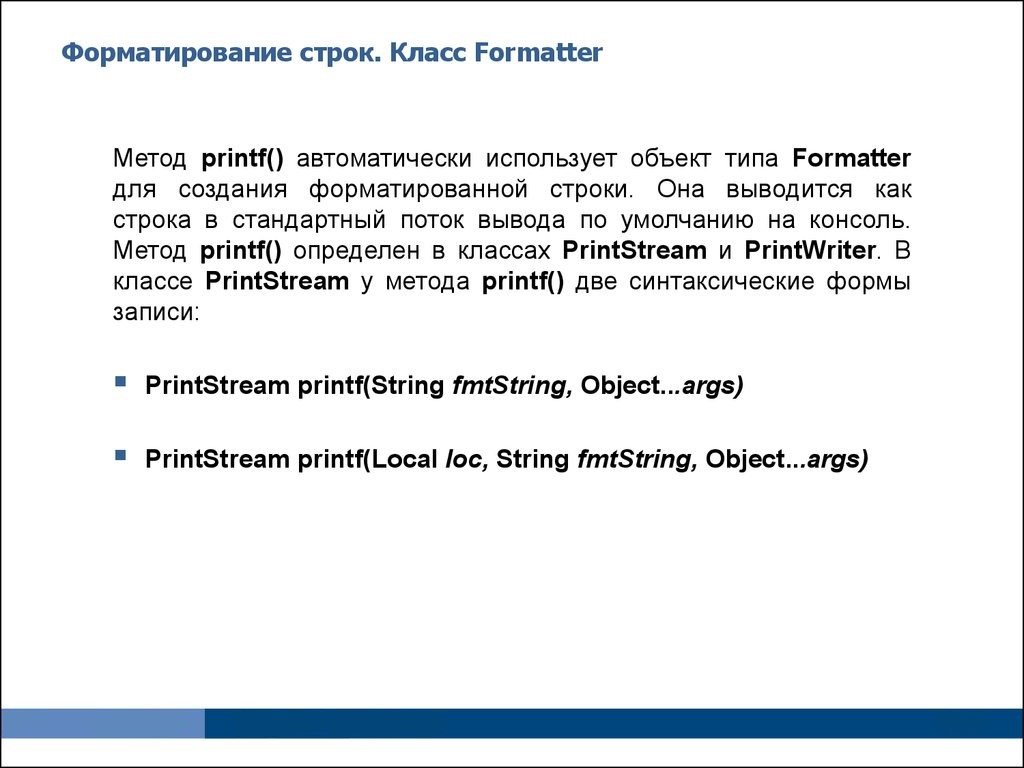 Форматирование строк. Класс Formatter
Метод printf() автоматически использует объект типа Formatter
для создания форматированной строки. Она выводится как
строка в стандартный поток вывода по умолчанию на консоль.
Метод printf() определен в классах PrintStream и PrintWriter. В
классе PrintStream у метода printf() две синтаксические формы
записи:
▪ PrintStream printf(String fmtString, Object...args)
▪ PrintStream printf(Local loc, String fmtString, Object...args)